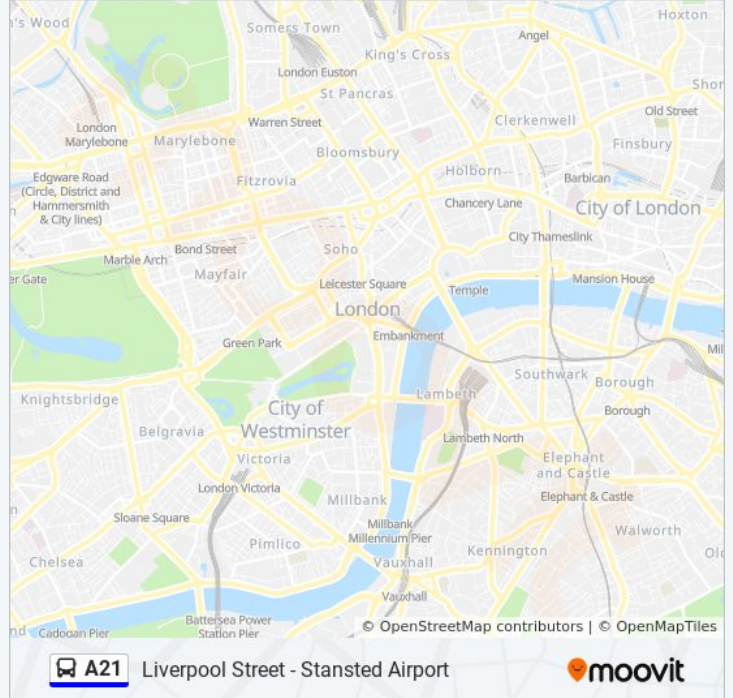 's Wood
Somers Town
Hoxton
Angel
King's Cross
London Euston
St Pancras
Shor
Old Street
Clerkenwell
London
Marylebone
Marylebone
Warren Street
Finsbury
Bloomsbury
Holborn
Edgware Road
(Circle, District and
Hammersmith
& City lines)
Fitzrovia
Barbican
Chancery Lane
City of London
Soho
City Thameslink
Bond Street
Marble Arch
Mayfair
er Gate
Leicester Square
Temple
Mansion House
London
Green Park
Embankment
Mil
Southwark
Borough
Knightsbridge
Lambeth
City of
Westminster
Borough
Belgravia
Lambeth North
Victoria
Elephant
and Castle
London Victoria
Elephant & Castle
Millbank
Sloane Square
Millbank
Millennium Pier
Walworth
Pimlico
Kennington
Chelsea
Vauxhall
Vauxhall
Battersea Power
Station Pier
nd
Cadogan Pier
© OpenStreetMap contributors | © OpenMapTiles
A21
Liverpool Street - Stansted Airport
moovit